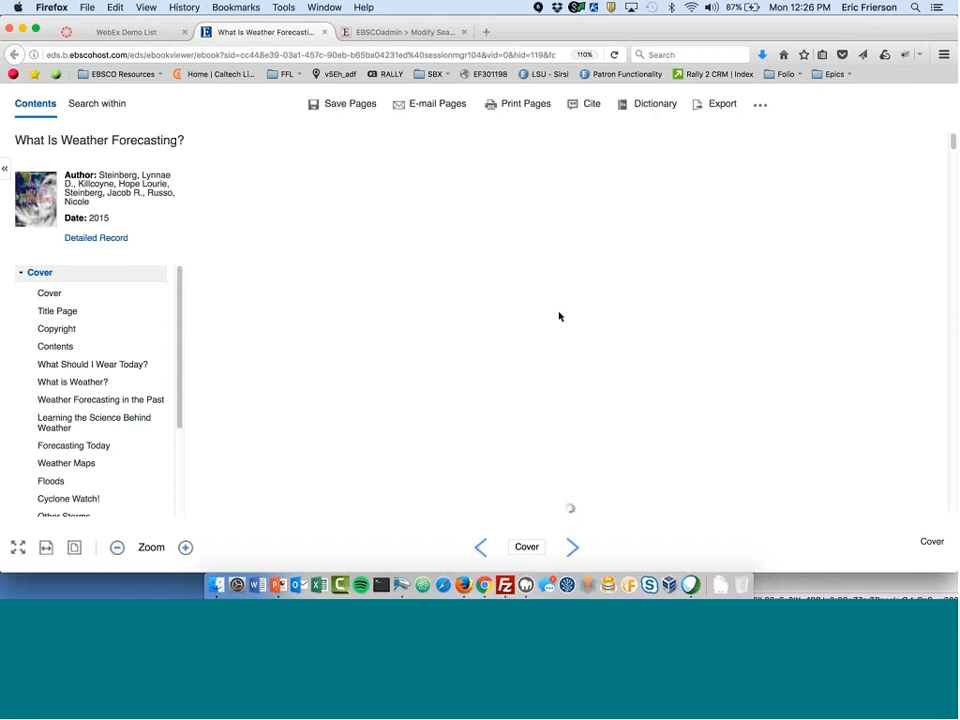 Firefox File Edit View History Bookmarks Tools Window Help 87% Mon 12:26 PM Eric Frierson
WebEx Demo List × What Is Weather Forecasti... × EBSCOadmin > Modify Sea... × +
eds.b.ebscohost.com/eds/ebookviewer/ebook?sid=cc448e39-03a1-457c-90eb-b65ba04231ed%40sessionmgr104&vid=0&hid=119&fc 110% Search
EBSCO Resources Home | Caltech Li... FFL v5Eh_adf RALLY SBX EF301198 LSU - Sirsi Patron Functionality Rally 2 CRM | Index Folio Epics
Contents Search within Save Pages E-mail Pages Print Pages Cite Dictionary Export
What Is Weather Forecasting?
Author: Steinberg, Lynnae
D., Killcoyne, Hope Lourie,
Steinberg, Jacob R., Russo,
Nicole
Date: 2015
Detailed Record
Cover
Cover
Title Page
Copyright
Contents
What Should I Wear Today?
What is Weather?
Weather Forecasting in the Past
Learning the Science Behind
Weather
Forecasting Today
Weather Maps
Floods
Cyclone Watch!
Other Storms
Zoom Cover Cover